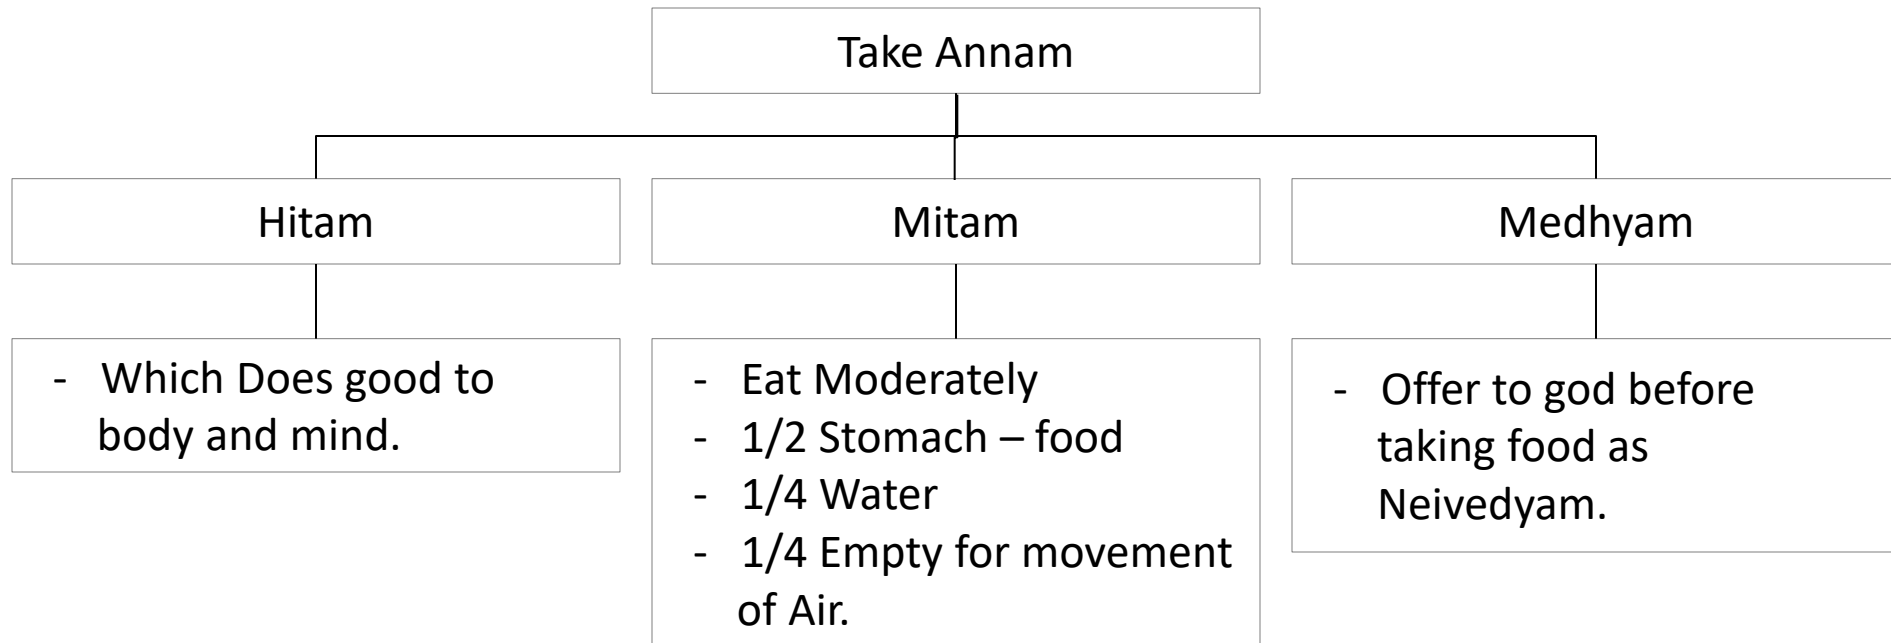 Take Annam
Hitam
Mitam
Medhyam
- Which Does good to
body and mind.
- Eat Moderately
- 1/2 Stomach – food
- 1/4 Water
- 1/4 Empty for movement
of Air.
- Offer to god before
taking food as
Neivedyam.